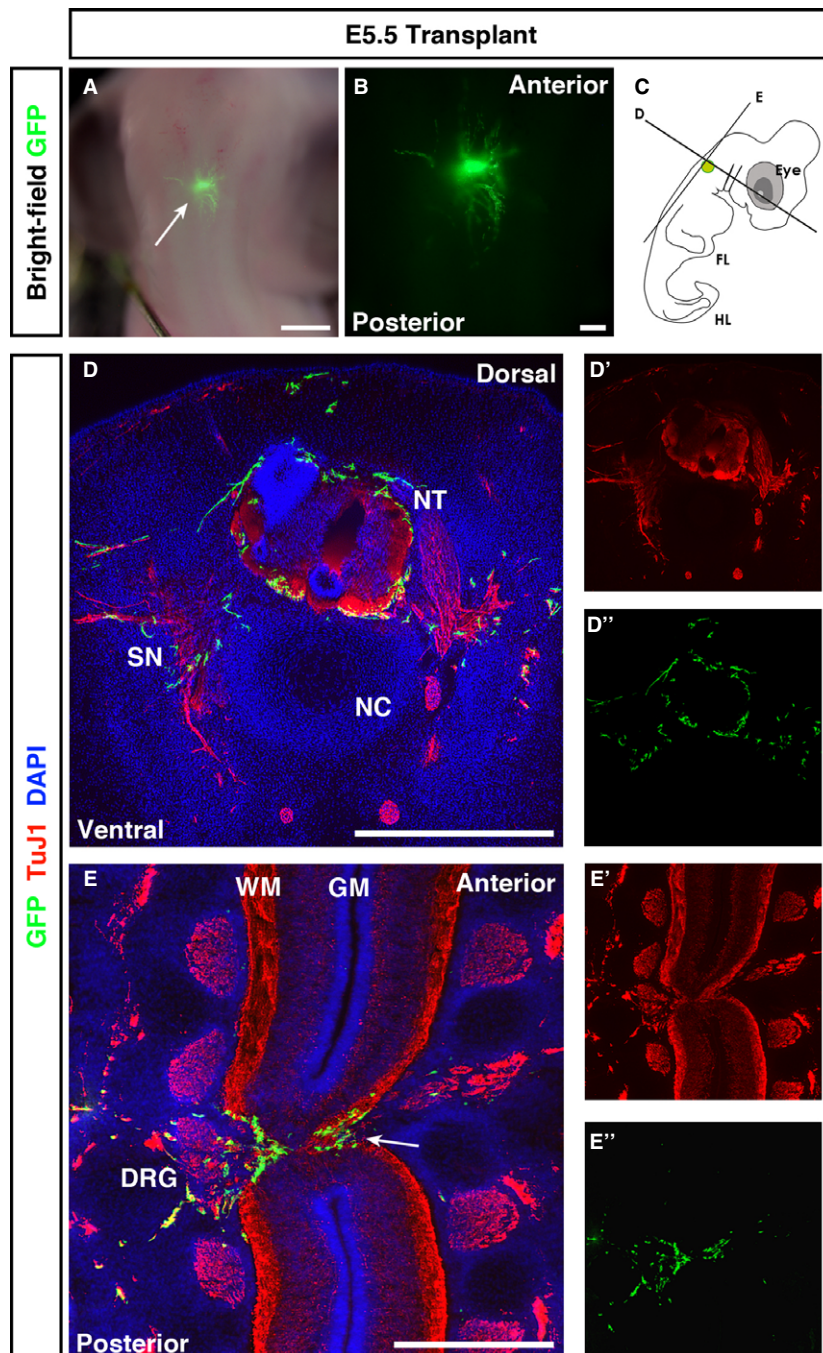 E5.5 Transplant
Bright-field GFP
A
B
Anterior
Posterior
C
D
E
Eye
FL
HL
GFP TuJ1 DAPI
D
Dorsal
NT
SN
NC
Ventral
D'
D''
E
WM
GM
Anterior
DRG
Posterior
E'
E''